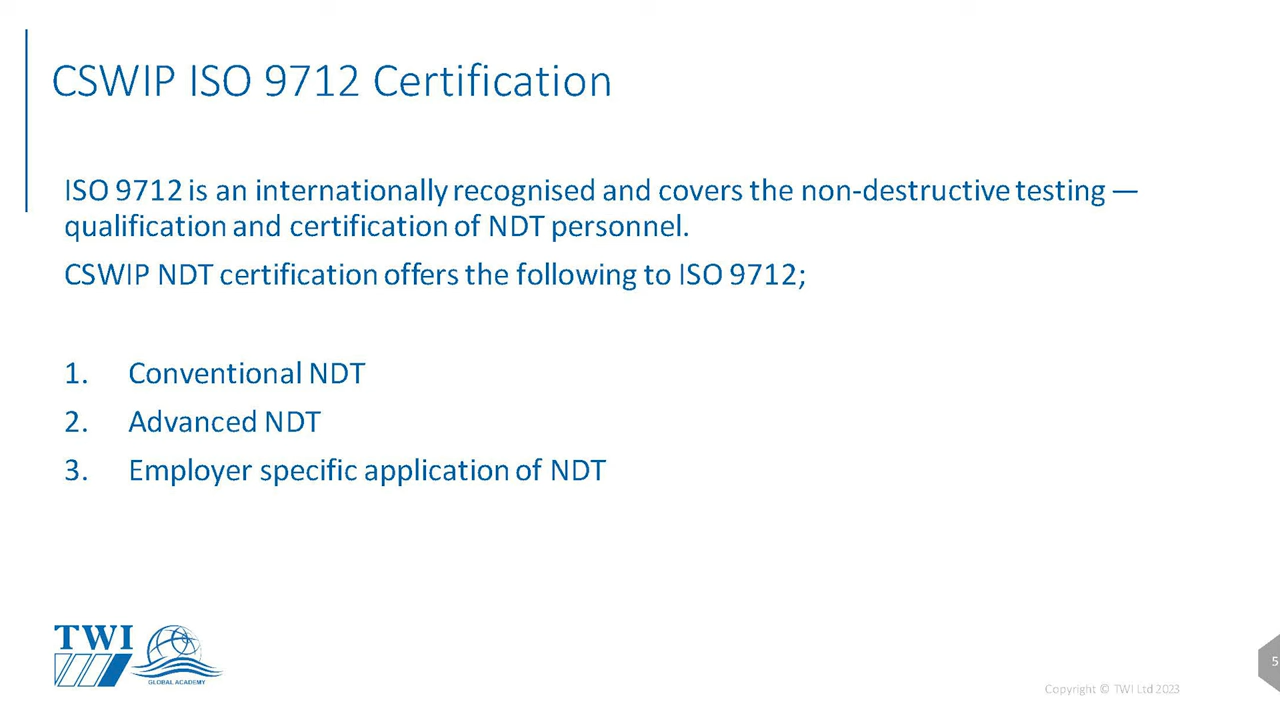 CSWIP ISO 9712 Certification
ISO 9712 is an internationally recognised and covers the non-destructive testing —
qualification and certification of NDT personnel.
CSWIP NDT certification offers the following to ISO 9712;
1. Conventional NDT
2. Advanced NDT
3. Employer specific application of NDT
TWI
GLOBAL ACADEMY
Copyright © TWI Ltd 2023
5